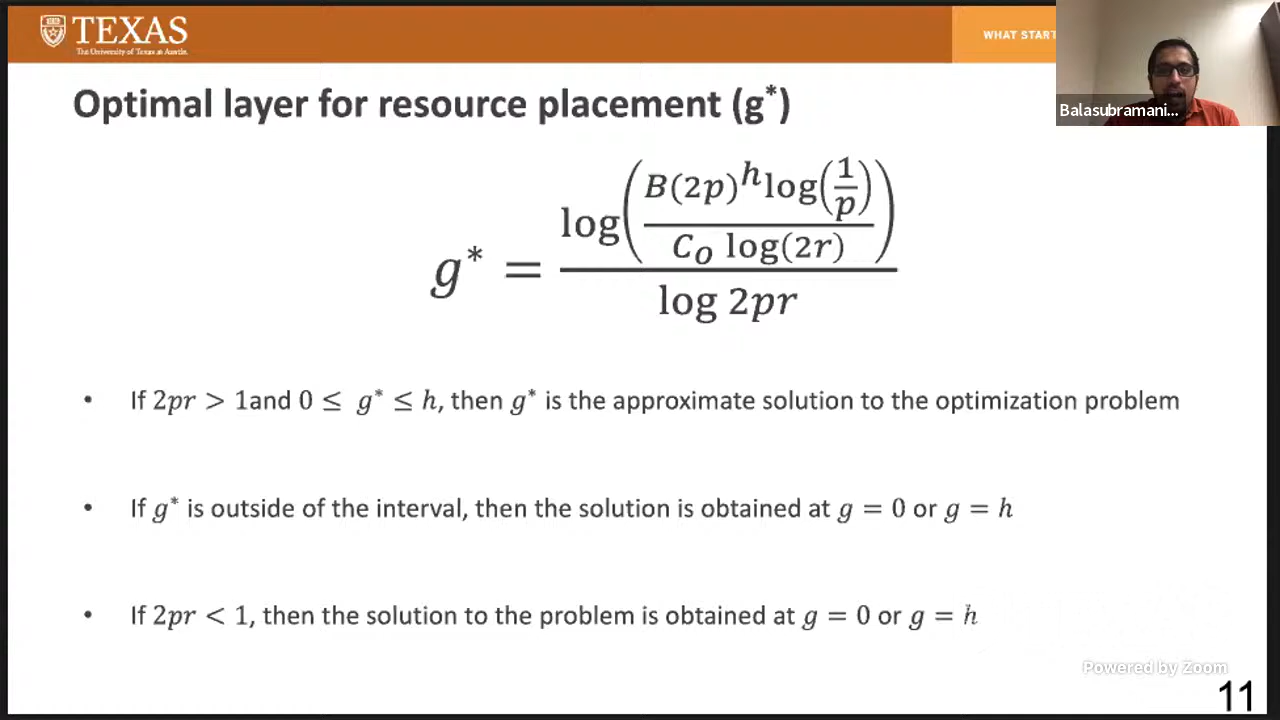 TEXAS
The University of Texas at Austin
WHAT START
Balasubramani...
Optimal layer for resource placement (g*)
g* = log(B(2p)^h log(1/p) / (C_O log(2r))) / log 2pr
• If 2pr > 1and 0 ≤ g* ≤ h, then g* is the approximate solution to the optimization problem
• If g* is outside of the interval, then the solution is obtained at g = 0 or g = h
• If 2pr < 1, then the solution to the problem is obtained at g = 0 or g = h
Powered by Zoom
11